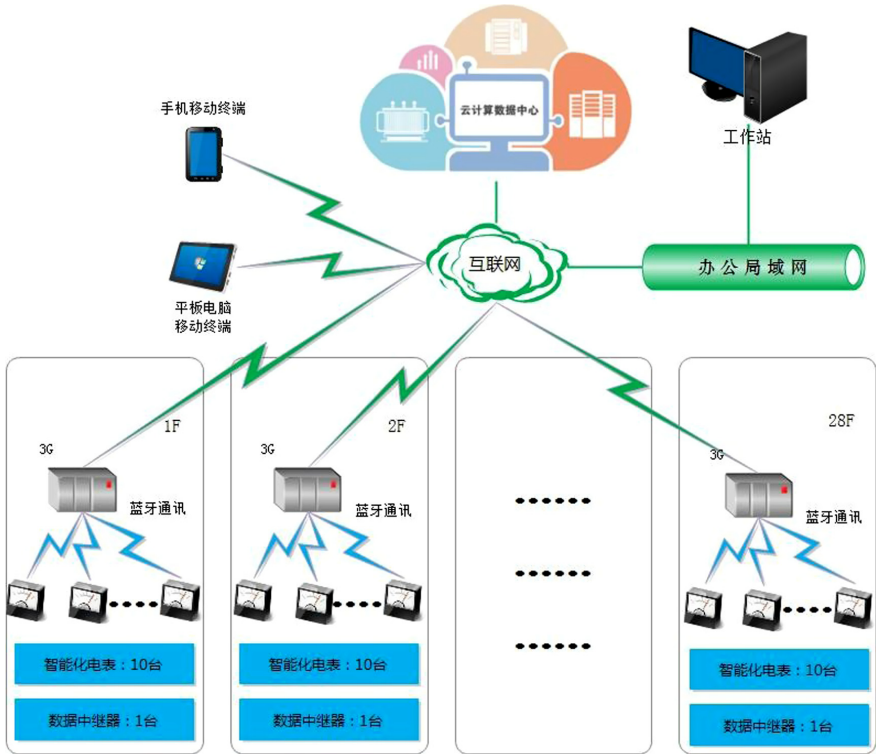 云计算数据中心
手机移动终端
工作站
互联网
办公局域网
平板电脑
移动终端
1F
3G
蓝牙通讯
智能化电表：10台
数据中继器：1台
2F
3G
蓝牙通讯
智能化电表：10台
数据中继器：1台
28F
3G
蓝牙通讯
智能化电表：10台
数据中继器：1台